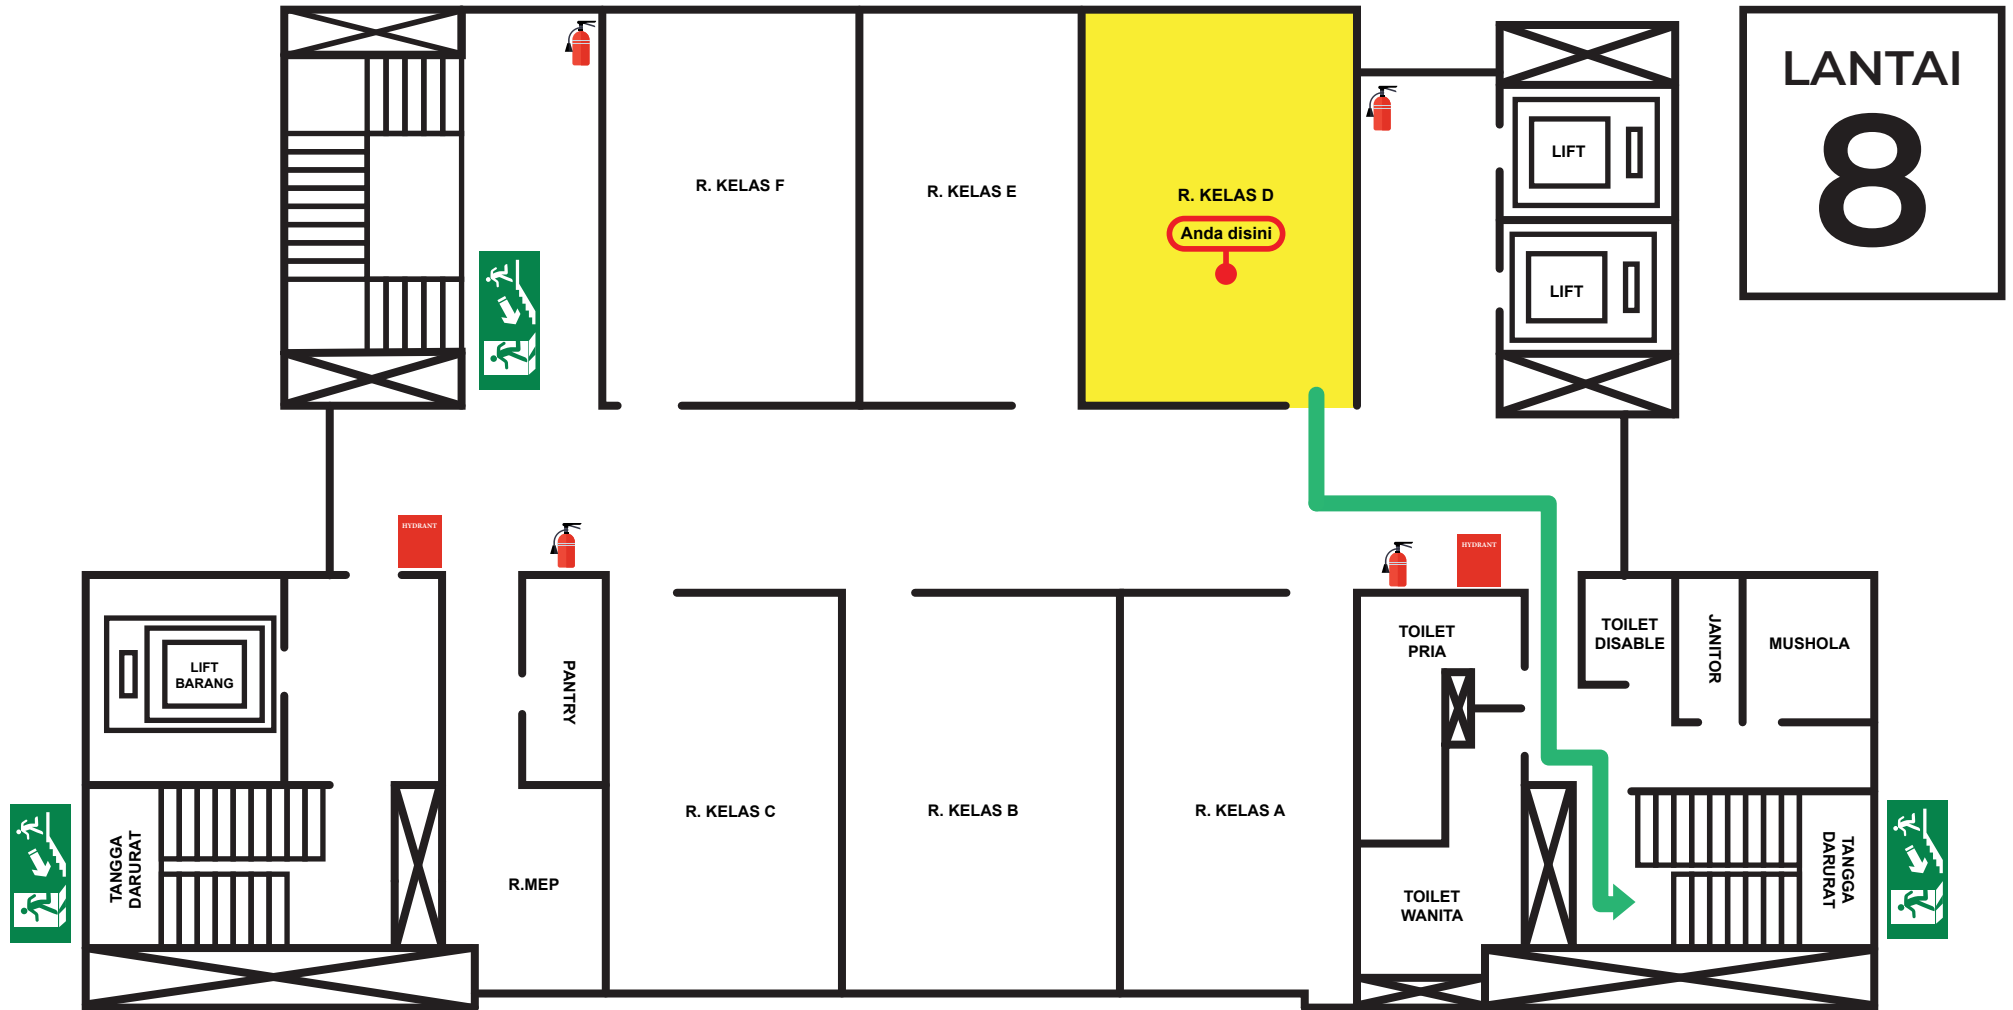 LANTAI
8
R. KELAS F
R. KELAS E
R. KELAS D
Anda disini
LIFT
LIFT
HYDRANT
HYDRANT
LIFT
BARANG
PANTRY
TOILET
PRIA
TOILET
DISABLE
JANITOR
MUSHOLA
TANGGA
DARURAT
R.MEP
R. KELAS C
R. KELAS B
R. KELAS A
TOILET
WANITA
TANGGA
DARURAT